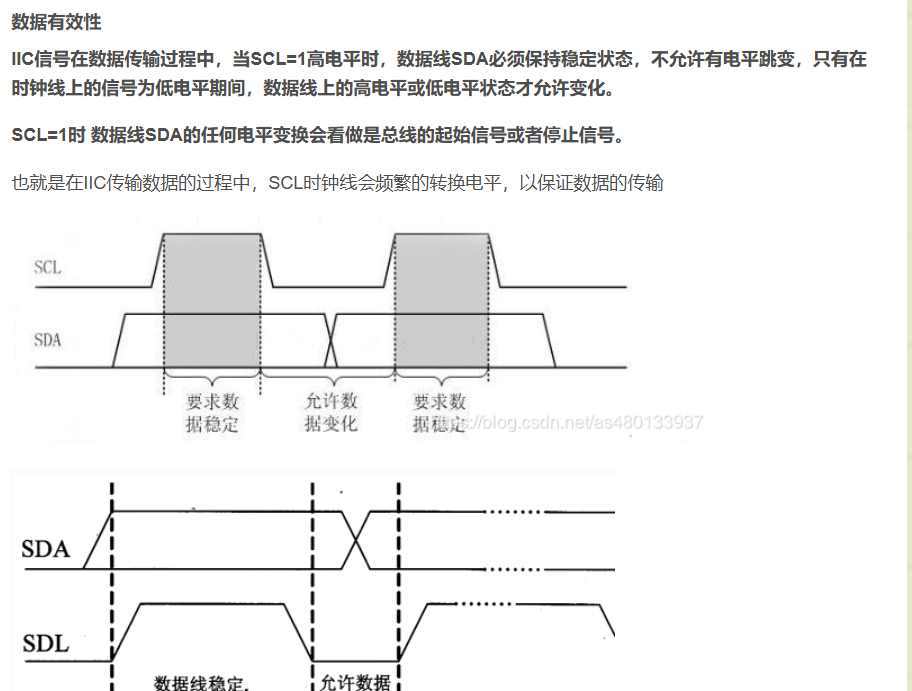 数据有效性
IIC信号在数据传输过程中，当SCL=1高电平时，数据线SDA必须保持稳定状态，不允许有电平跳变，只有在
时钟线上的信号为低电平期间，数据线上的高电平或低电平状态才允许变化。
SCL=1时 数据线SDA的任何电平变换会看做是总线的起始信号或者停止信号。
也就是在IIC传输数据的过程中，SCL时钟线会频繁的转换电平，以保证数据的传输
SCL
SDA
要求数 允许数 要求数
据稳定 据变化 据稳定
://blog.csdn.net/as480133937
SDA
SDL
数据线稳定, 允许数据